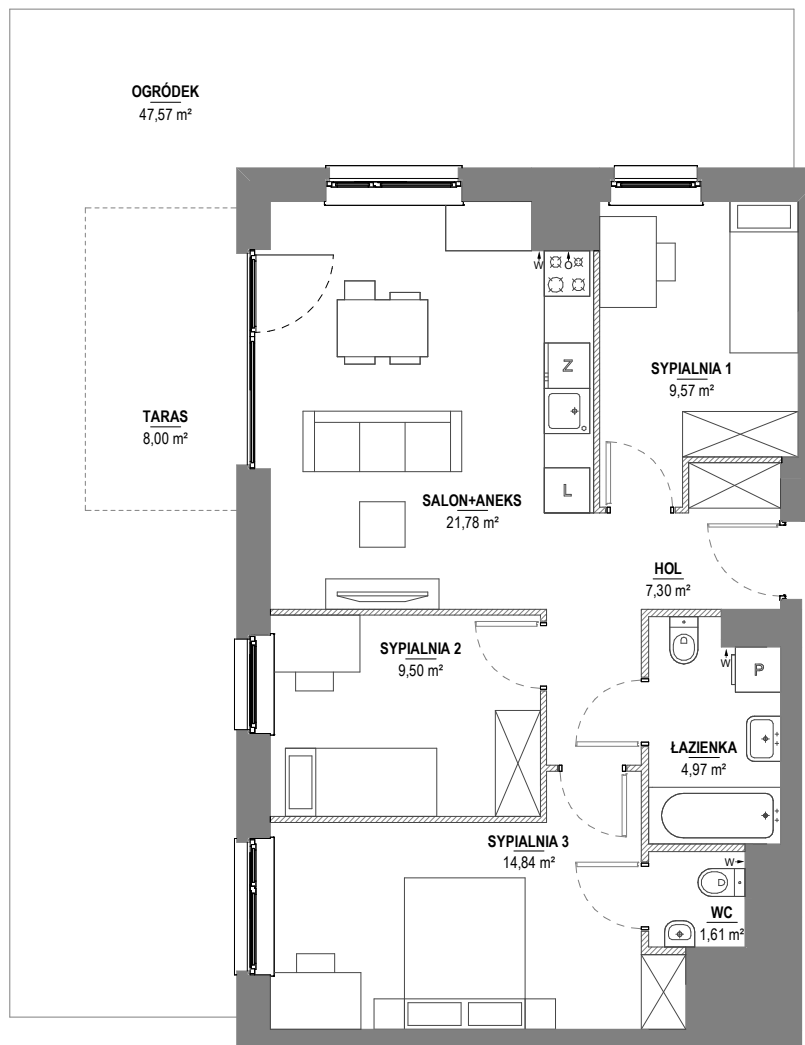 OGRÓDEK
47,57 m²
W
O
SYPIALNIA 1
9,57 m²
Z
TARAS
8,00 m²
L
SALON+ANEKS
21,78 m²
HOL
7,30 m²
SYPIALNIA 2
9,50 m²
W
P
ŁAZIENKA
4,97 m²
SYPIALNIA 3
14,84 m²
W
WC
1,61 m²